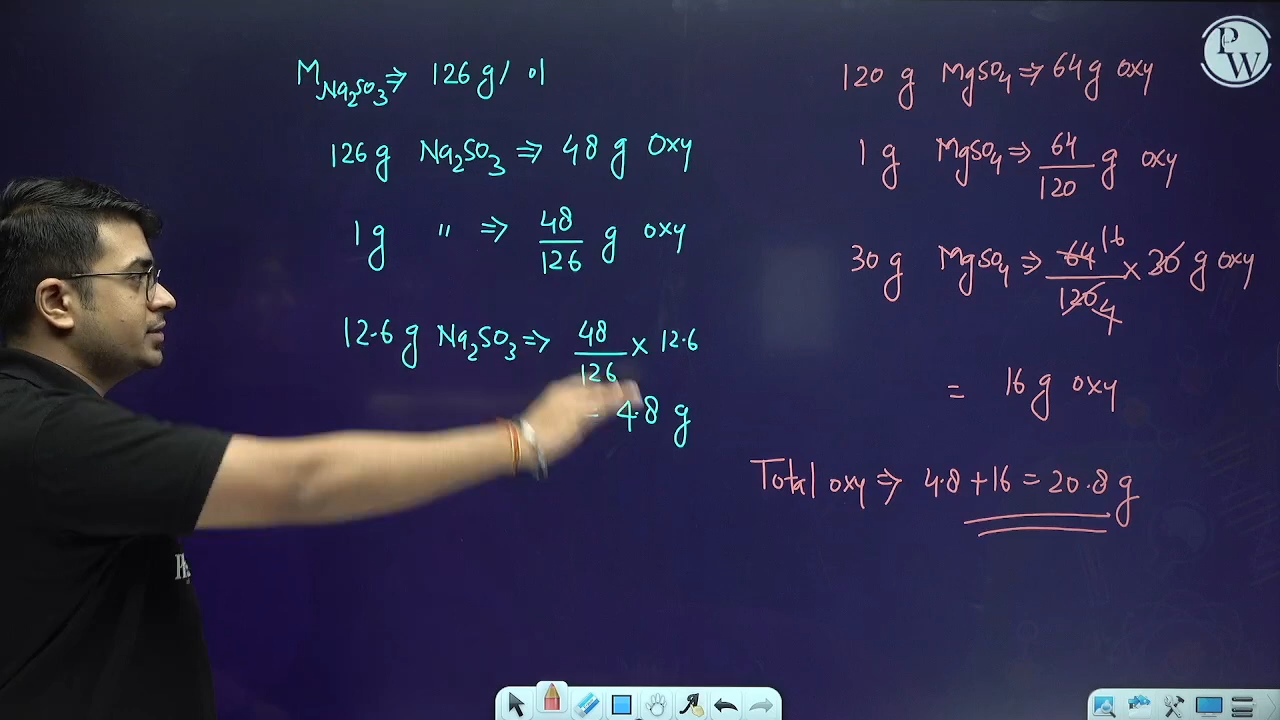 M Na₂SO₃ ⇒ 126 g/ol
126 g Na₂SO₃ ⇒ 48 g Oxy
1 g " ⇒ 48/126 g oxy
12.6 g Na₂SO₃ ⇒ 48/126 × 12.6
= 4.8 g
120 g MgSO₄ ⇒ 64 g oxy
1 g MgSO₄ ⇒ 64/120 g oxy
30 g MgSO₄ ⇒ 64 16/120 4 × 30 g oxy
= 16 g oxy
Total oxy ⇒ 4.8 + 16 = 20.8 g
PW